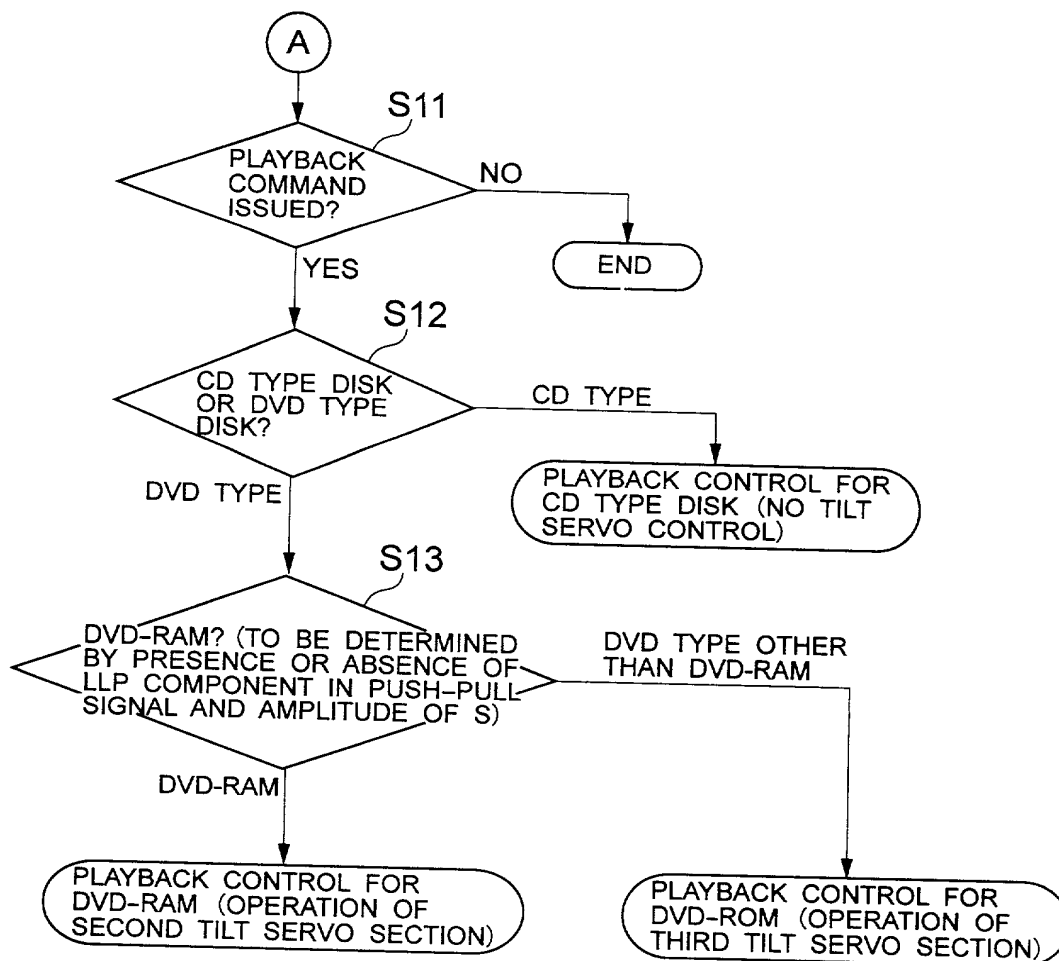 A
S11
PLAYBACK
COMMAND
ISSUED?
NO
END
YES
S12
CD TYPE DISK
OR DVD TYPE
DISK?
CD TYPE
PLAYBACK CONTROL FOR
CD TYPE DISK (NO TILT
SERVO CONTROL)
DVD TYPE
S13
DVD-RAM? (TO BE DETERMINED
BY PRESENCE OR ABSENCE OF
LLP COMPONENT IN PUSH-PULL
SIGNAL AND AMPLITUDE OF S)
DVD TYPE OTHER
THAN DVD-RAM
DVD-RAM
PLAYBACK CONTROL FOR
DVD-RAM (OPERATION OF
SECOND TILT SERVO SECTION)
PLAYBACK CONTROL FOR
DVD-ROM (OPERATION OF
THIRD TILT SERVO SECTION)